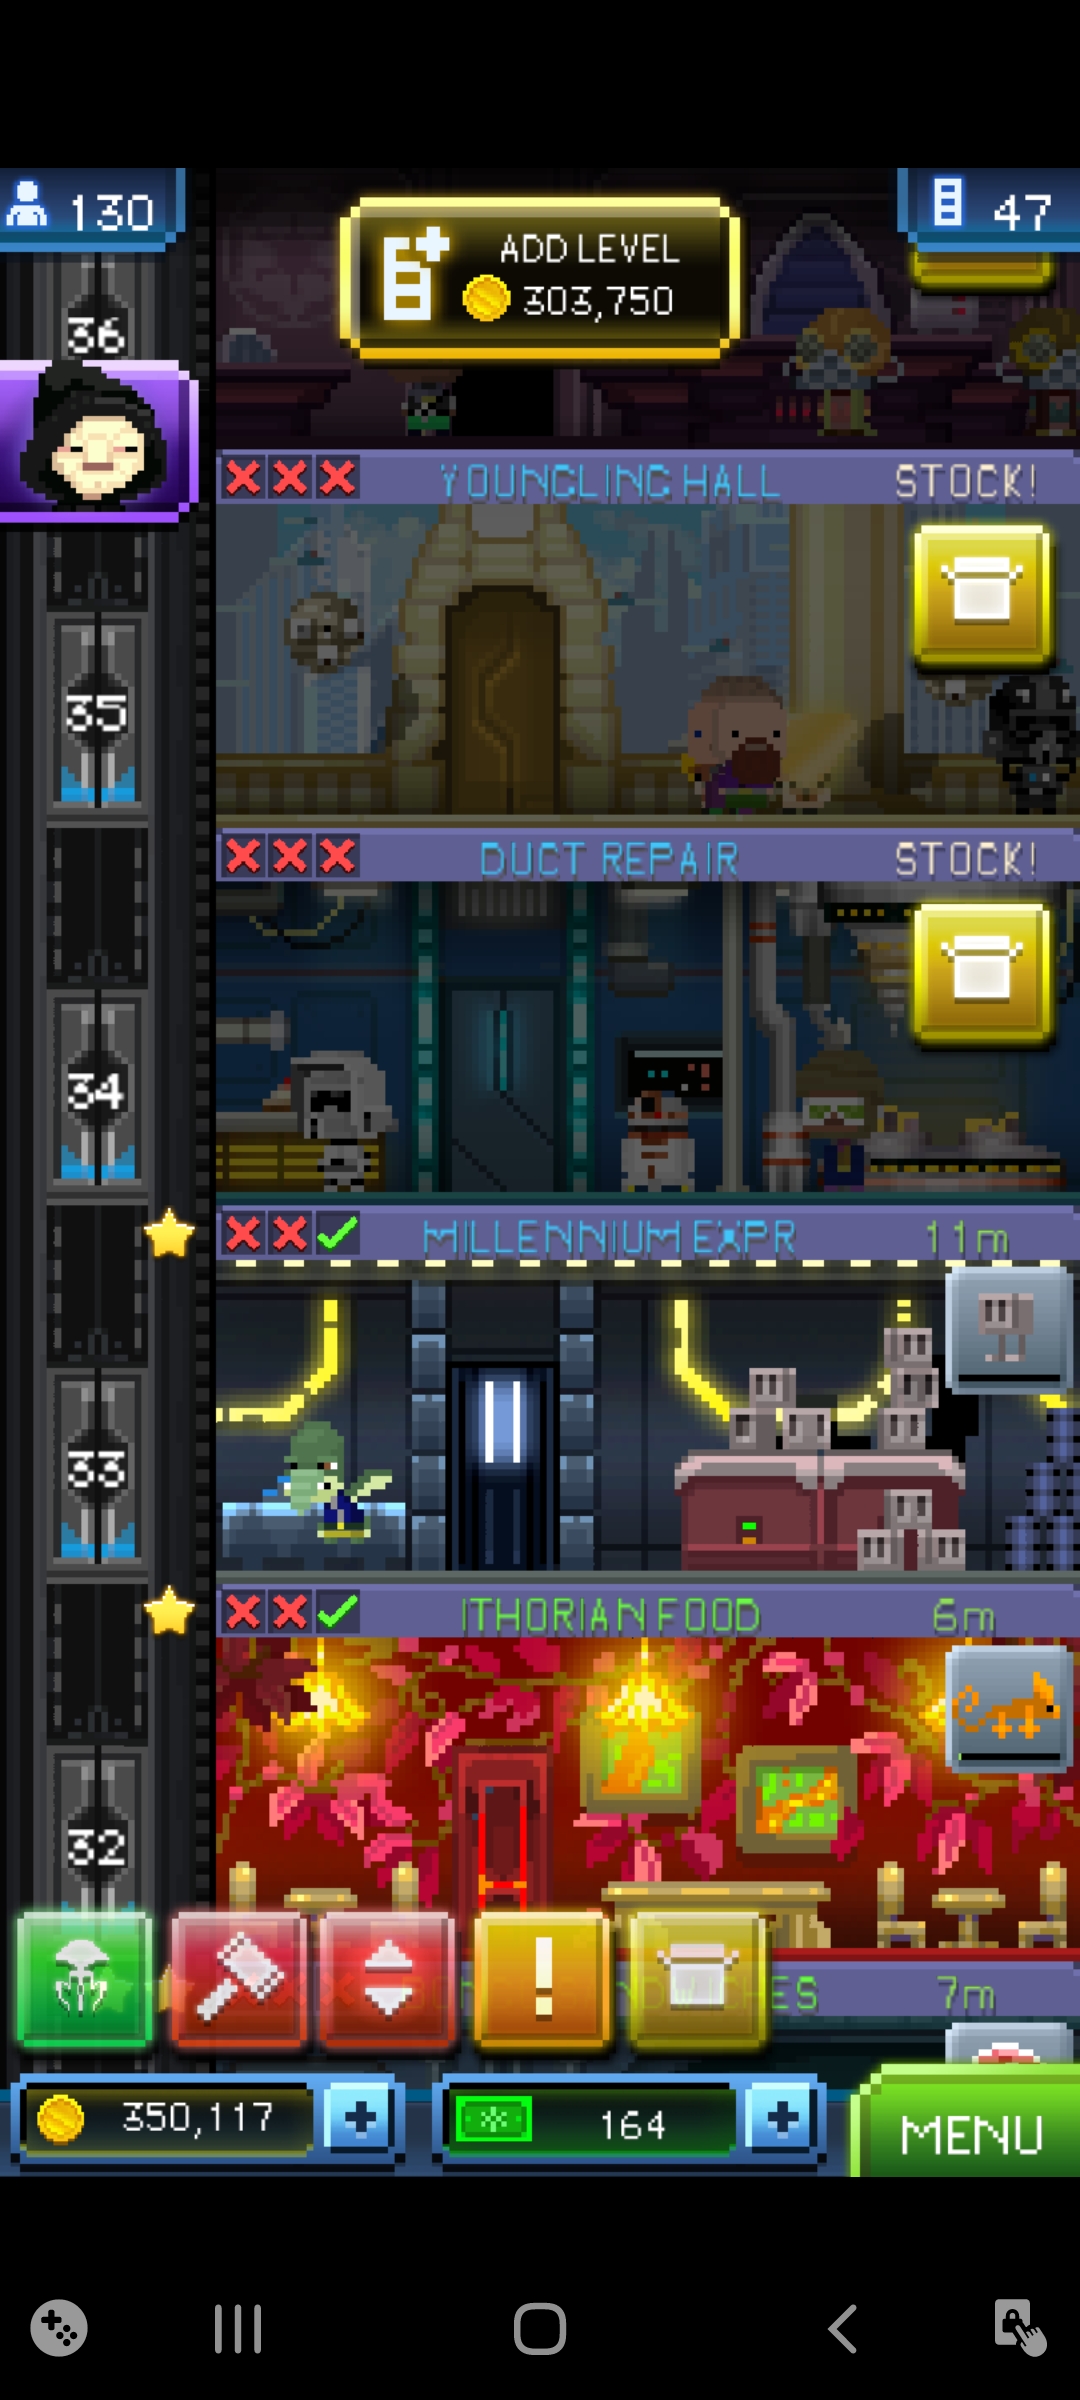 130
47
ADD LEVEL
303,750
36
YOUNGLING HALL STOCK!
35
DUCT REPAIR STOCK!
34
MILLENNIUM EXPR 11m
33
ITHORIAN FOOD 6m
32
7m
!
350,117
164
MENU